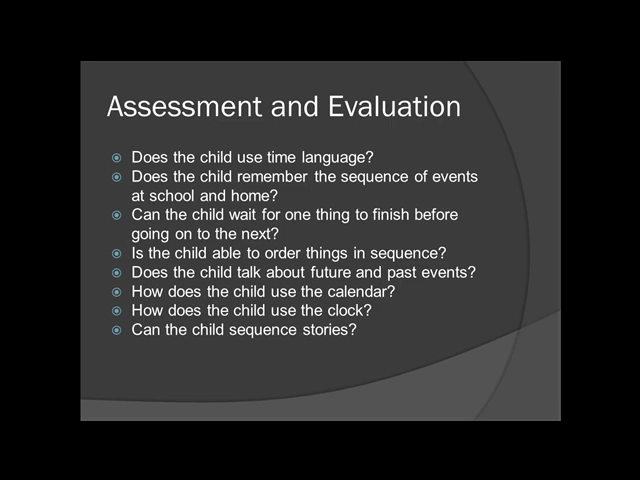 Assessment and Evaluation
Does the child use time language?
Does the child remember the sequence of events
at school and home?
Can the child wait for one thing to finish before
going on to the next?
Is the child able to order things in sequence?
Does the child talk about future and past events?
How does the child use the calendar?
How does the child use the clock?
Can the child sequence stories?